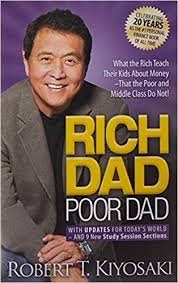 CELEBRATING
20 YEARS
AS THE #1 PERSONAL
FINANCE BOOK
OF ALL TIME
What the Rich Teach
Their Kids About Money
–That the Poor and
Middle Class Do Not!
RICH
DAD
POOR DAD
WITH UPDATES FOR TODAY'S WORLD
– AND 9 NEW Study Session Sections
ROBERT T. KIYOSAKI